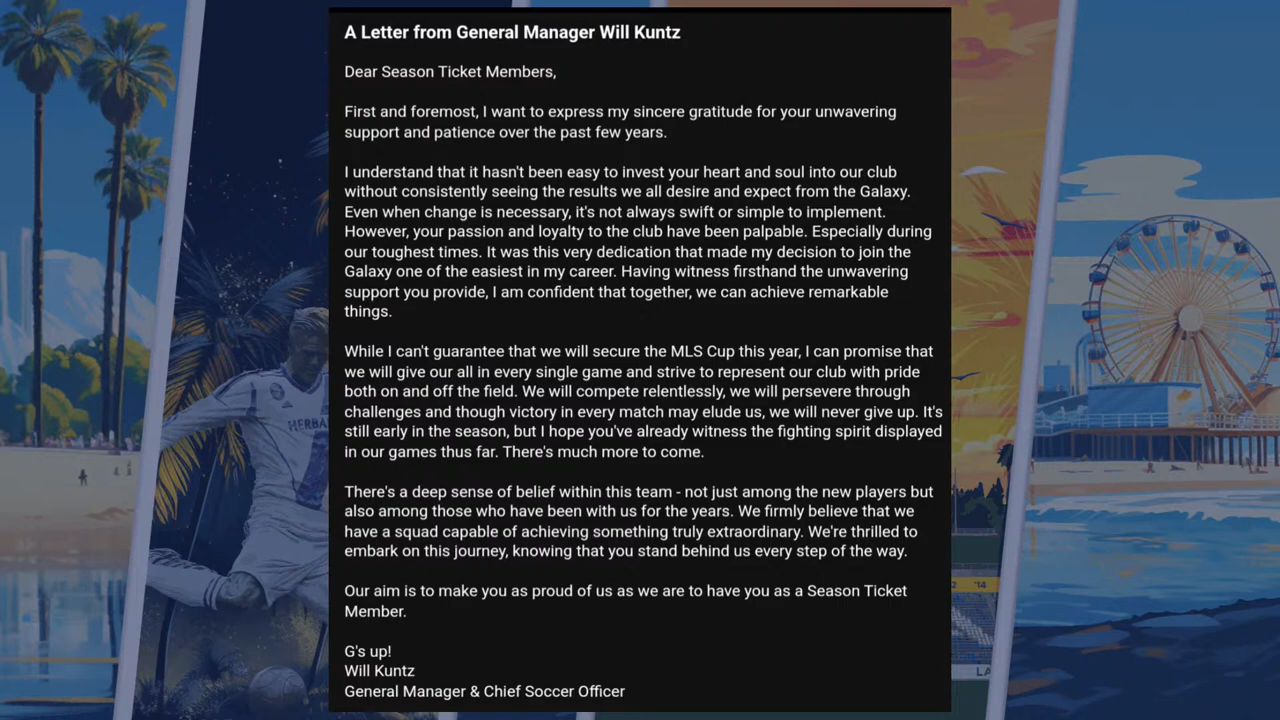 A Letter from General Manager Will Kuntz
Dear Season Ticket Members,
First and foremost, I want to express my sincere gratitude for your unwavering
support and patience over the past few years.
I understand that it hasn't been easy to invest your heart and soul into our club
without consistently seeing the results we all desire and expect from the Galaxy.
Even when change is necessary, it's not always swift or simple to implement.
However, your passion and loyalty to the club have been palpable. Especially during
our toughest times. It was this very dedication that made my decision to join the
Galaxy one of the easiest in my career. Having witness firsthand the unwavering
support you provide, I am confident that together, we can achieve remarkable
things.
While I can't guarantee that we will secure the MLS Cup this year, I can promise that
we will give our all in every single game and strive to represent our club with pride
both on and off the field. We will compete relentlessly, we will persevere through
challenges and though victory in every match may elude us, we will never give up. It's
still early in the season, but I hope you've already witness the fighting spirit displayed
in our games thus far. There's much more to come.
There's a deep sense of belief within this team - not just among the new players but
also among those who have been with us for the years. We firmly believe that we
have a squad capable of achieving something truly extraordinary. We're thrilled to
embark on this journey, knowing that you stand behind us every step of the way.
Our aim is to make you as proud of us as we are to have you as a Season Ticket
Member.
G's up!
Will Kuntz
General Manager & Chief Soccer Officer
HERBA
'14
LA